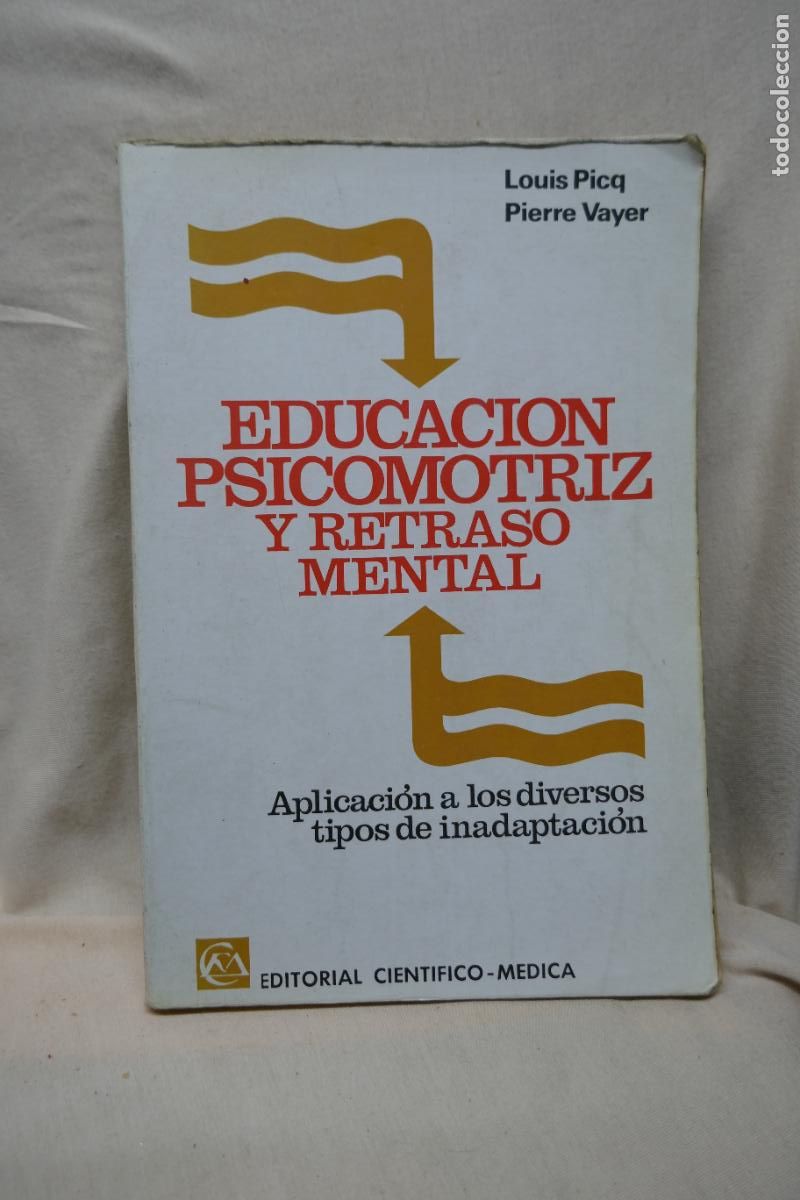 todocoleccion
Louis Picq
Pierre Vayer
EDUCACION
PSICOMOTRIZ
Y RETRASO
MENTAL
Aplicación a los diversos
tipos de inadaptación
EDITORIAL CIENTIFICO-MEDICA